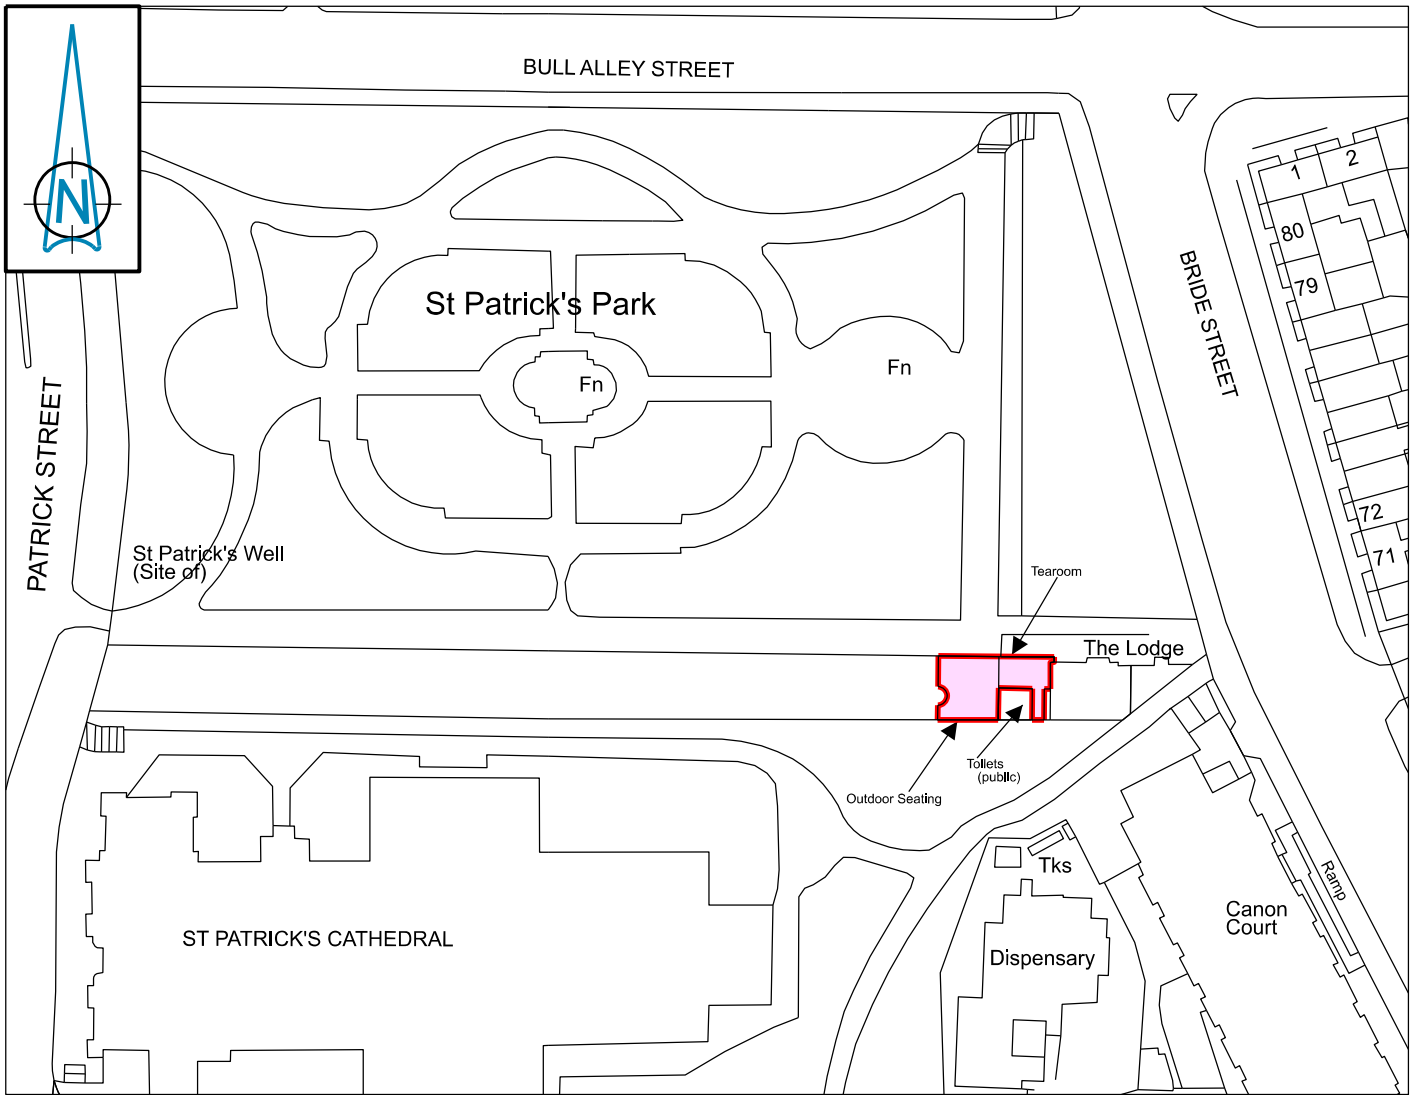 BULL ALLEY STREET
N
1
2
80
79
BRIDE STREET
St Patrick's Park
Fn
Fn
PATRICK STREET
72
71
St Patrick's Well
(Site of)
Tearoom
The Lodge
Toilets
(public)
Outdoor Seating
Tks
Ramp
Canon
Court
ST PATRICK'S CATHEDRAL
Dispensary